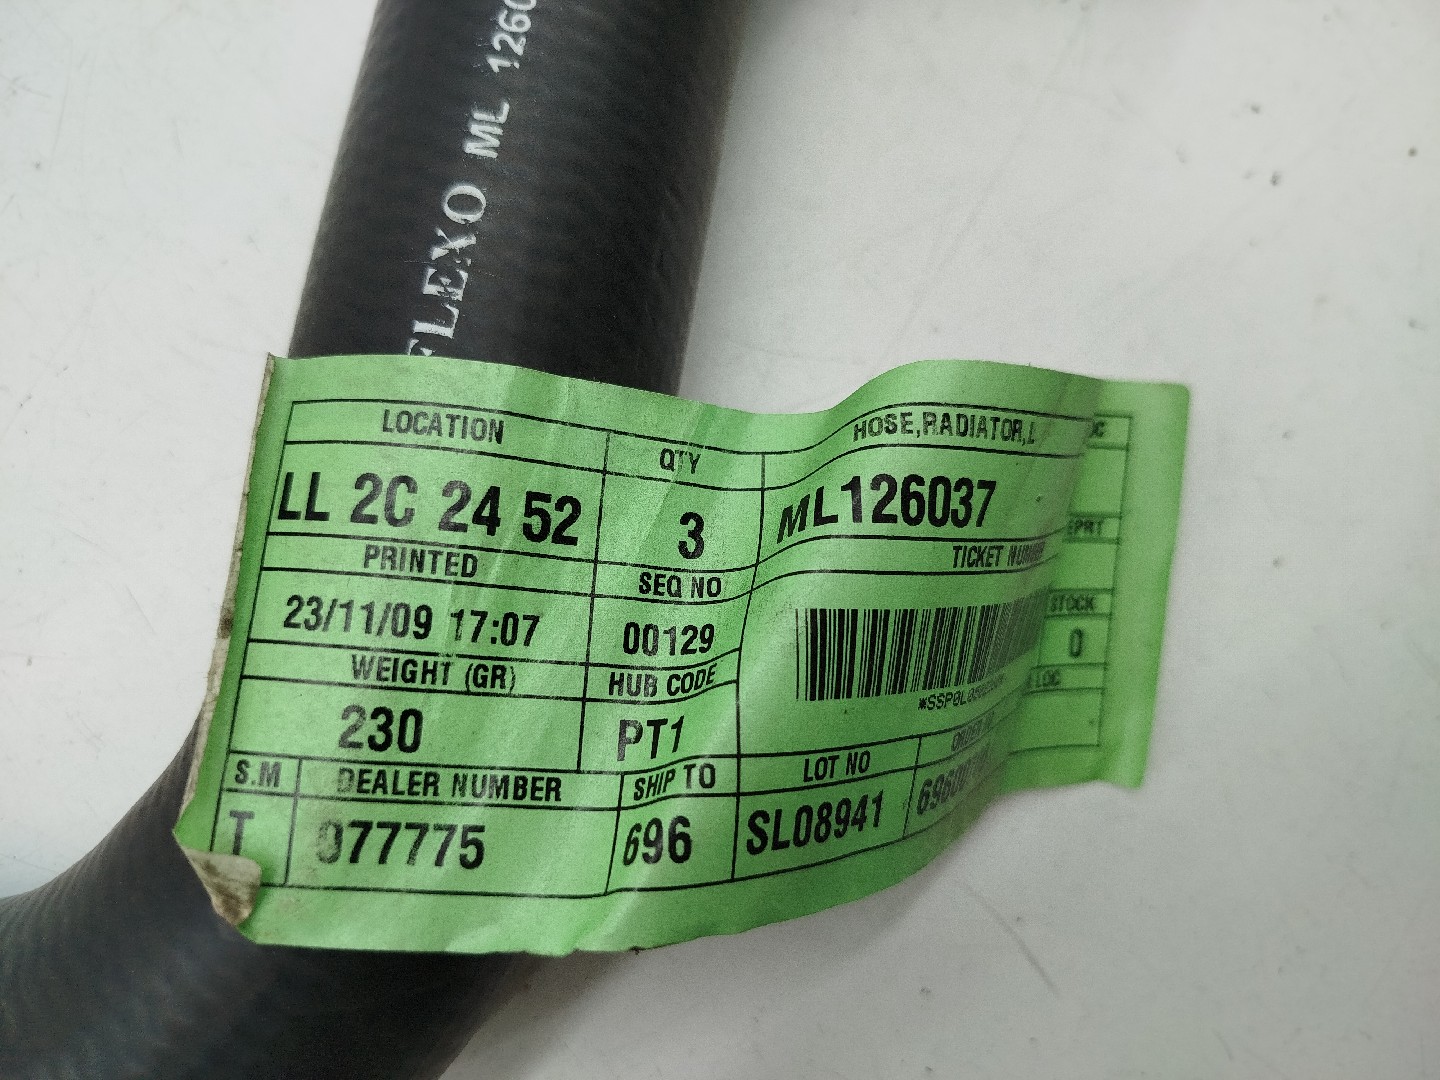 FLEXO ML 1260
LOCATION QTY HOSE,RADIATOR,L
LL 2C 24 52 3 ML126037
PRINTED SEQ NO TICKET
23/11/09 17:07 00129
STOCK
0
WEIGHT (GR) HUB CODE
LOC
230 PT1
S.M DEALER NUMBER SHIP TO LOT NO
T 077775 696 SL08941